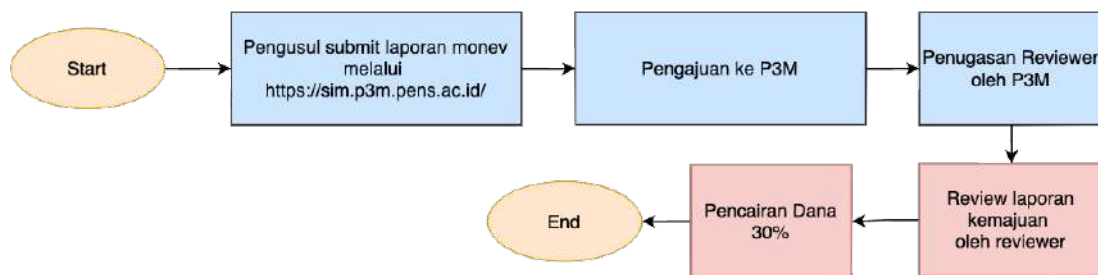 Start
Pengusul submit laporan monev
melalui
https://sim.p3m.pens.ac.id/
Pengajuan ke P3M
Penugasan Reviewer
oleh P3M
Review laporan
kemajuan
oleh reviewer
Pencairan Dana
30%
End